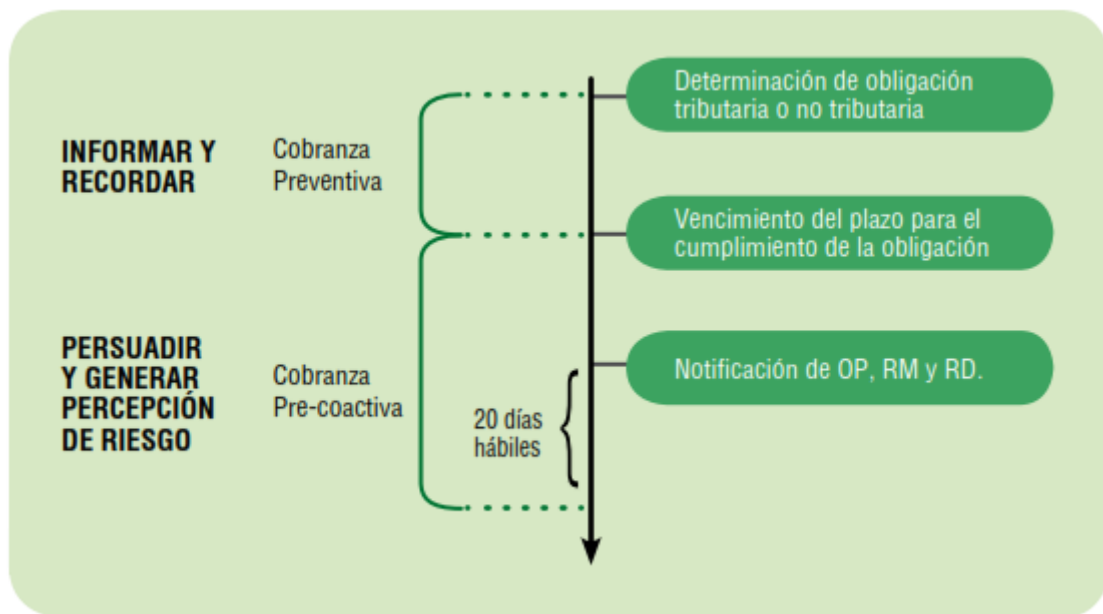 INFORMAR Y
RECORDAR
Cobranza
Preventiva
Determinación de obligación
tributaria o no tributaria
Vencimiento del plazo para el
cumplimiento de la obligación
PERSUADIR
Y GENERAR
PERCEPCIÓN
DE RIESGO
Cobranza
Pre-coactiva
20 días
hábiles
Notificación de OP, RM y RD.